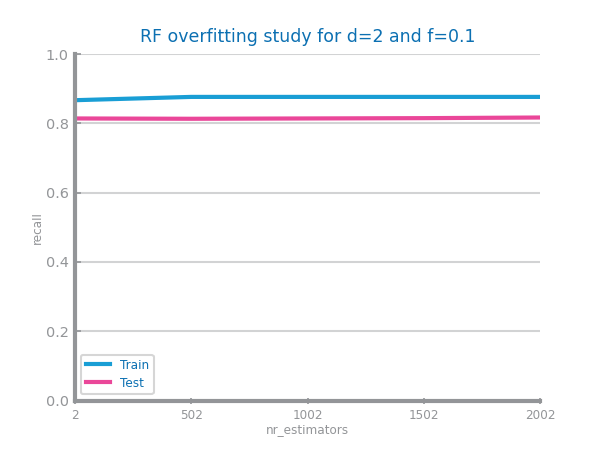 RF overfitting study for d=2 and f=0.1
1.0
0.8
0.6
0.4
0.2
0.0
recall
Train
Test
2 502 1002 1502 2002
nr_estimators